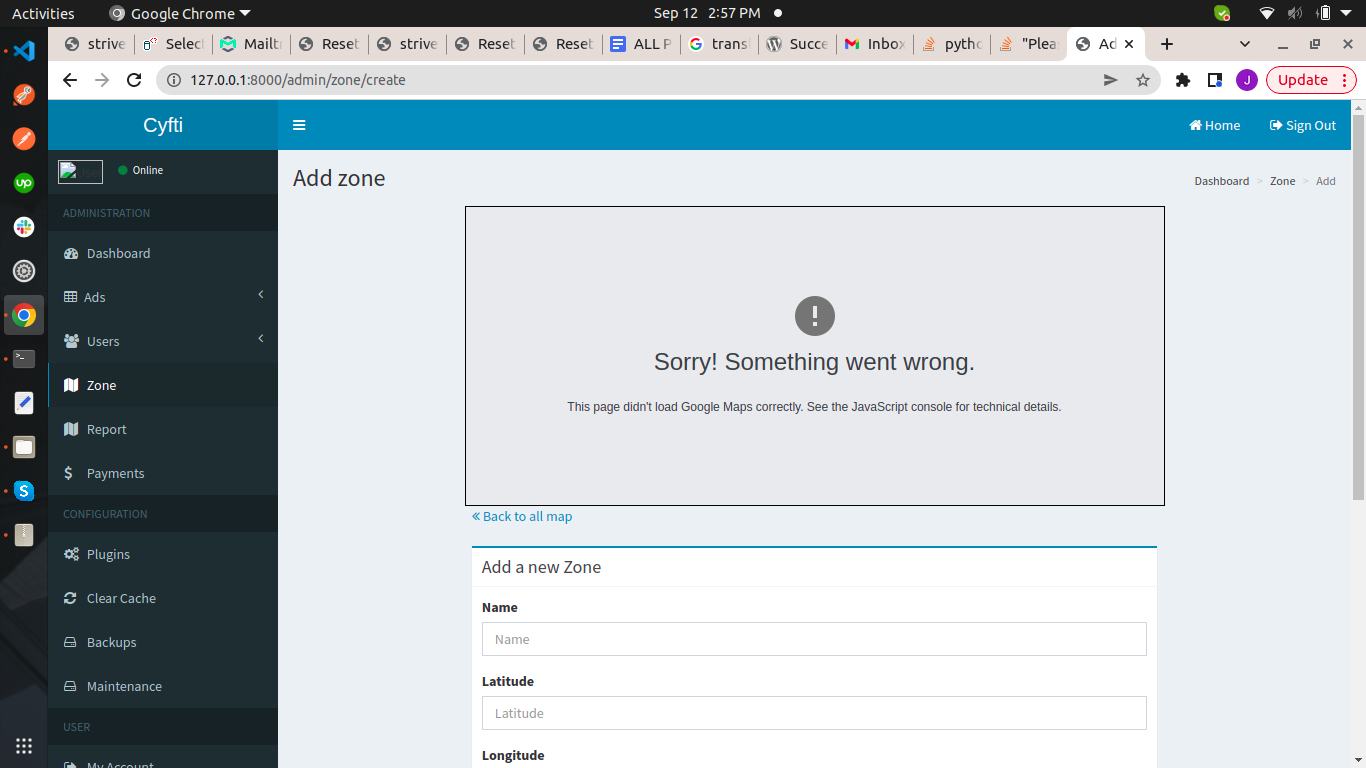 Activities
Google Chrome
Sep 12 2:57 PM
strive
Selec
Mailtr
Reset
strive
Reset
Reset
ALL P
transl
Succe
Inbox
pytho
"Pleas
Ad
127.0.0.1:8000/admin/zone/create
J
Update
Cyfti
Home
Sign Out
Online
Add zone
Dashboard > Zone > Add
ADMINISTRATION
Dashboard
Ads
Users
Zone
Report
Payments
CONFIGURATION
Plugins
Clear Cache
Backups
Maintenance
USER
My Account
Sorry! Something went wrong.
This page didn't load Google Maps correctly. See the JavaScript console for technical details.
« Back to all map
Add a new Zone
Name
Name
Latitude
Latitude
Longitude